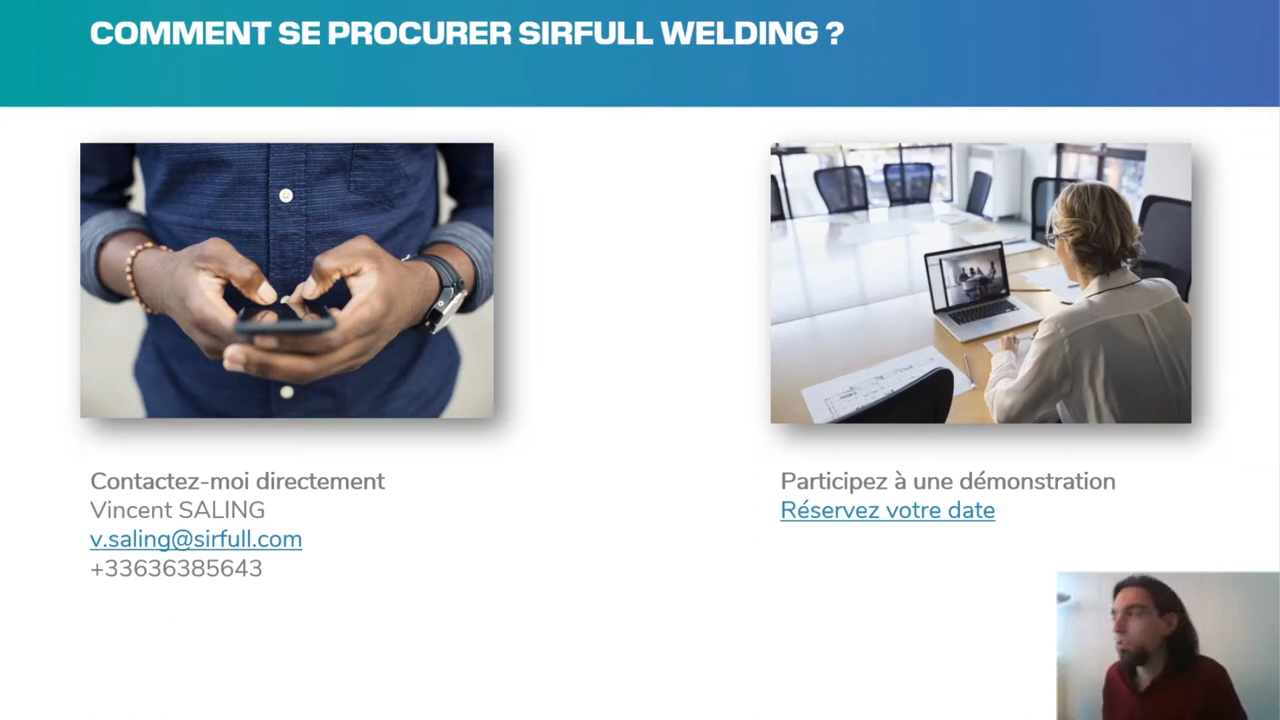 COMMENT SE PROCURER SIRFULL WELDING ?
Contactez-moi directement
Vincent SALING
v.saling@sirfull.com
+33636385643
Participez à une démonstration
Réservez votre date